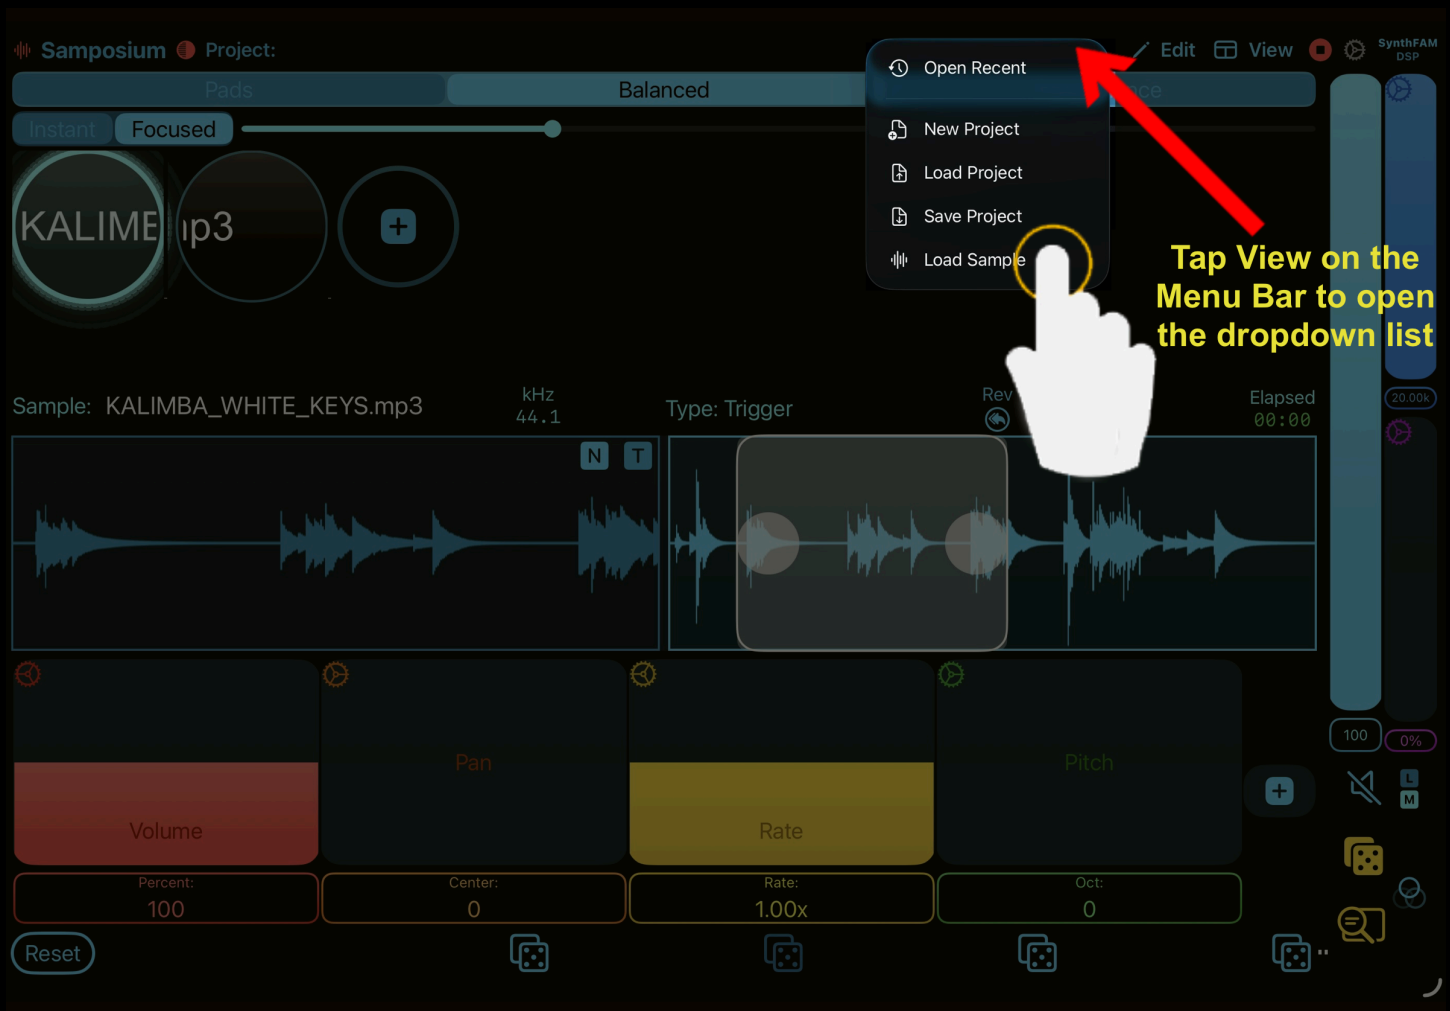 Samposium
Project:
Edit
View
SynthFAM
DSP
Pads
Balanced
nce
Instant
Focused
Open Recent
New Project
Load Project
Save Project
Load Sample
KALIME
ıp3
Tap View on the
Menu Bar to open
the dropdown list
Sample: KALIMBA_WHITE_KEYS.mp3
kHz
44.1
Type: Trigger
Rev
Elapsed
00:00
20.00k
N
T
Volume
Pan
Rate
Pitch
100
0%
L
M
Percent:
100
Center:
0
Rate:
1.00x
Oct:
0
Reset